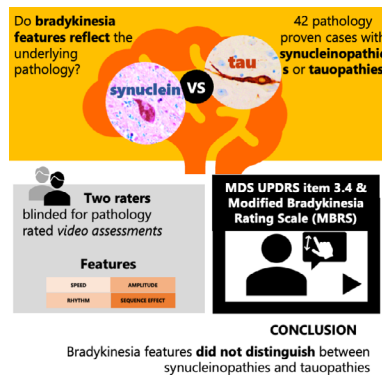 Do bradykinesia
features reflect the
underlying
pathology?
42 pathology
proven cases with
synucleinopathie
s or tauopathies
synuclein
VS
tau
Two raters
blinded for pathology
rated video assessments
Features
SPEED
AMPLITUDE
RHYTHM
SEQUENCE EFFECT
MDS UPDRS item 3.4 &
Modified Bradykinesia
Rating Scale (MBRS)
CONCLUSION
Bradykinesia features did not distinguish between
synucleinopathies and tauopathies